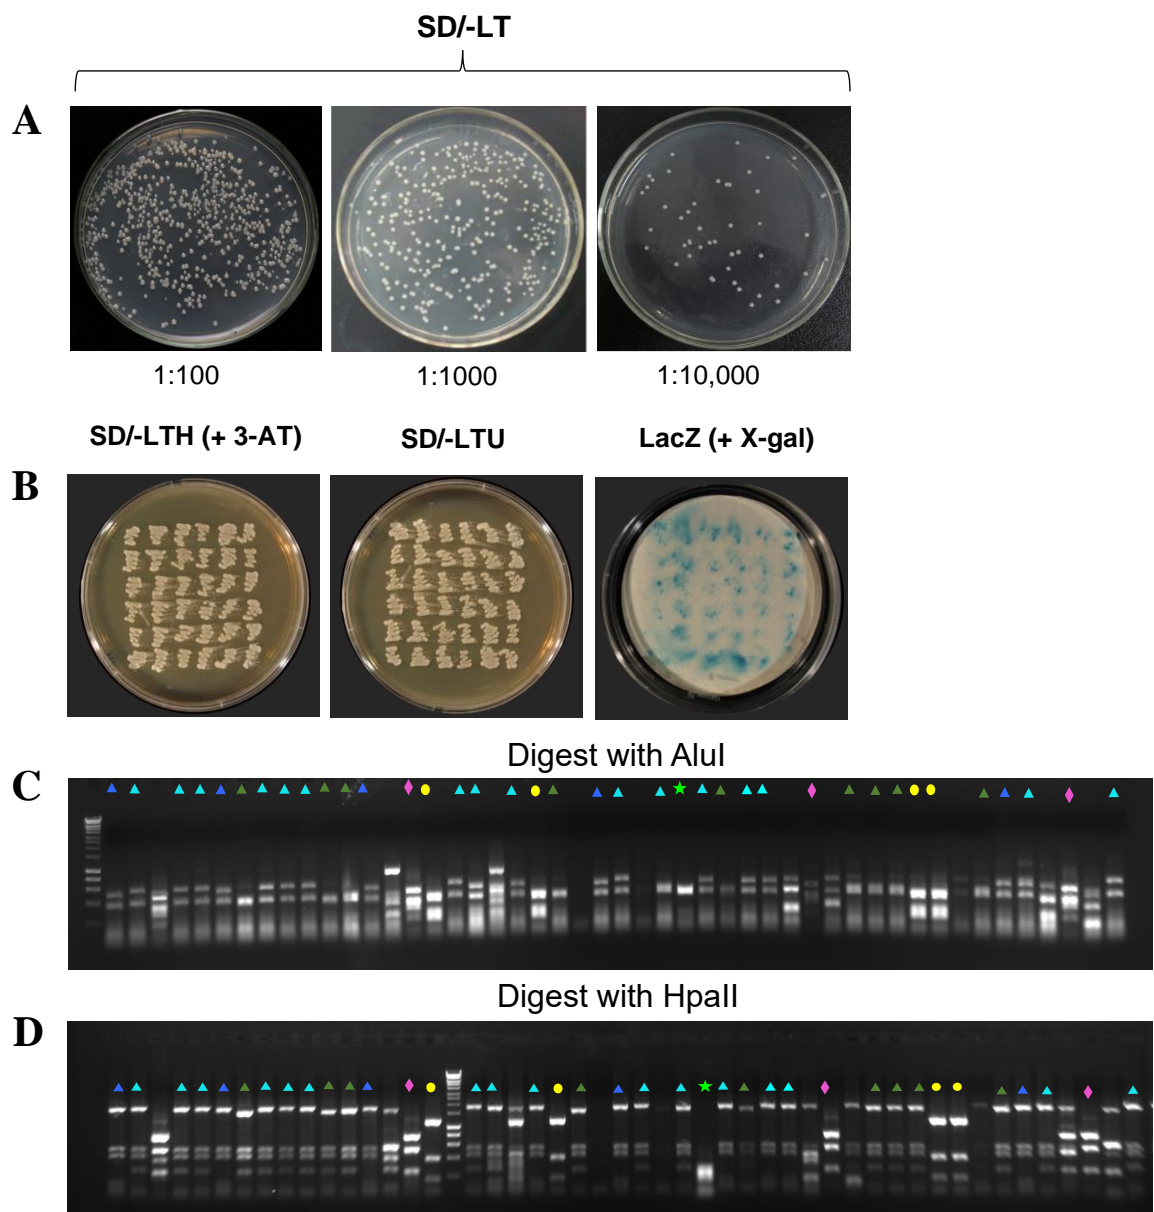 SD/-LT
A
1:100 1:1000 1:10,000
SD/-LTH (+ 3-AT) SD/-LTU LacZ (+ X-gal)
B
Digest with AluI
C
Digest with HpaII
D